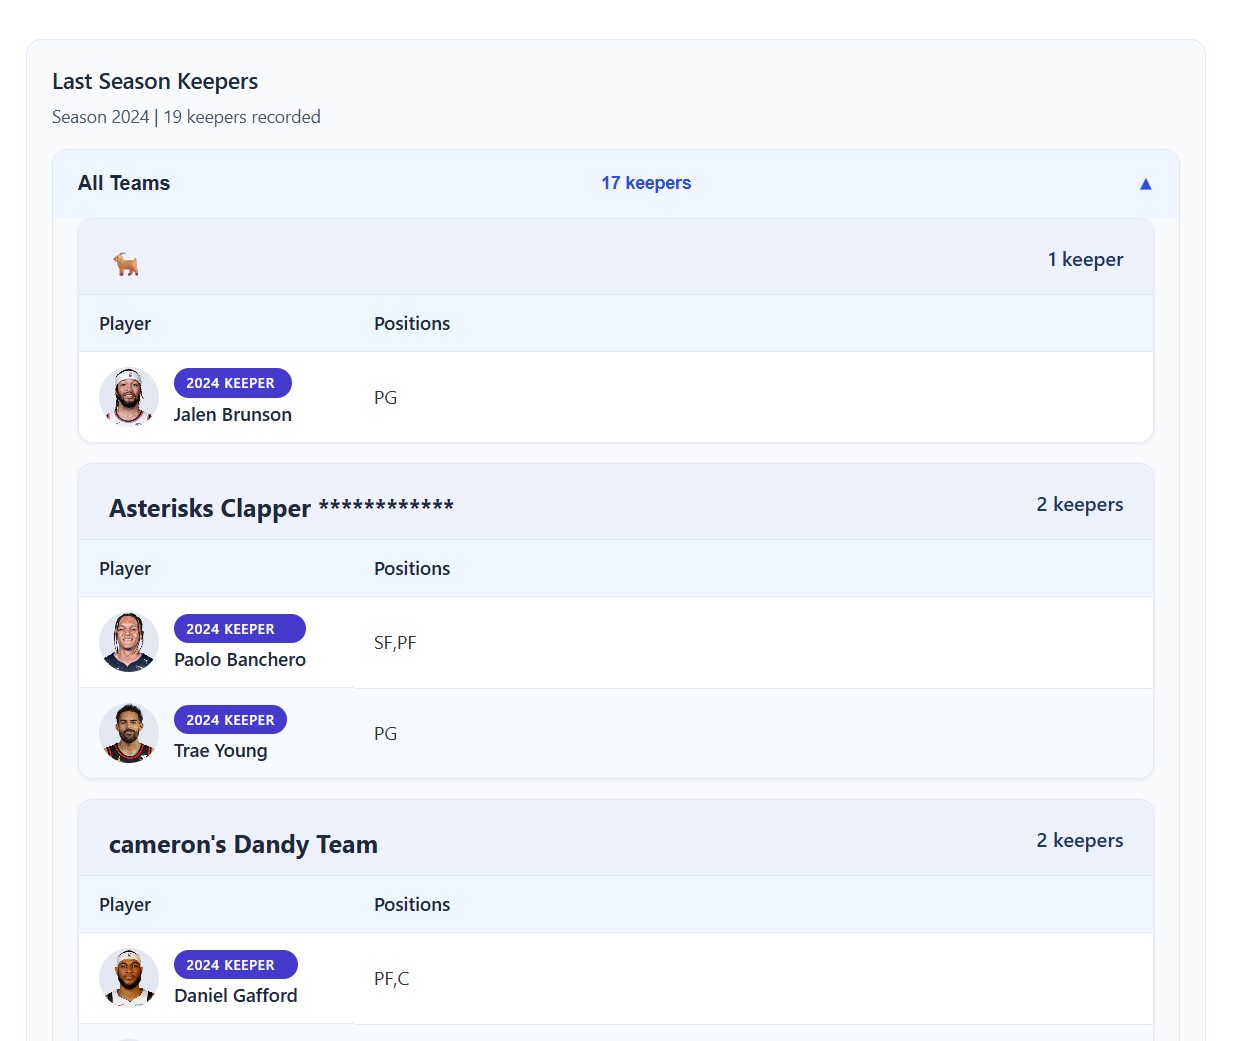 Last Season Keepers
Season 2024 | 19 keepers recorded
All Teams 17 keepers ▲
🐐 1 keeper
Player Positions
2024 KEEPER
Jalen Brunson PG
Asterisks Clapper ************ 2 keepers
Player Positions
2024 KEEPER
Paolo Banchero SF,PF
2024 KEEPER
Trae Young PG
cameron's Dandy Team 2 keepers
Player Positions
2024 KEEPER
Daniel Gafford PF,C